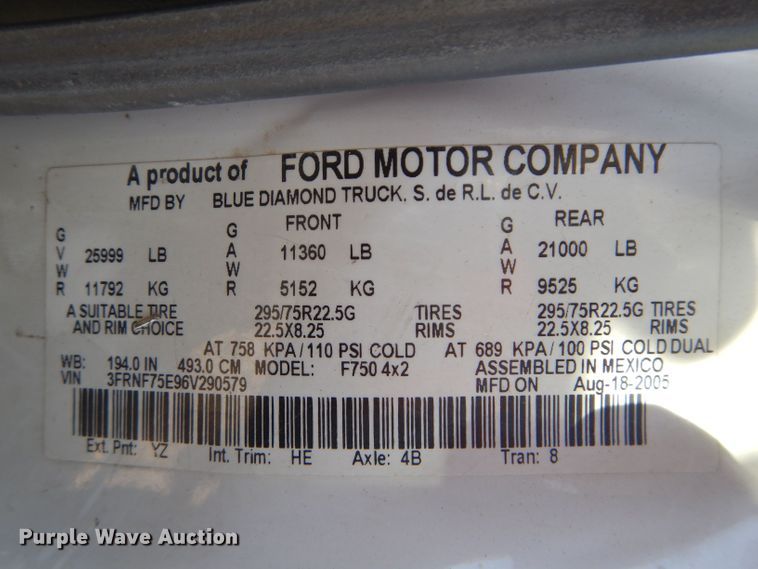 A product of FORD MOTOR COMPANY
MFD BY BLUE DIAMOND TRUCK, S. de R.L. de C.V.
GVWR 25999 LB 11792 KG
FRONT
GAWR 11360 LB 5152 KG
REAR
GAWR 21000 LB 9525 KG
A SUITABLE TIRE 295/75R22.5G TIRES 295/75R22.5G TIRES
AND RIM CHOICE 22.5X8.25 RIMS 22.5X8.25 RIMS
AT 758 KPA/110 PSI COLD AT 689 KPA/100 PSI COLD DUAL
WB: 194.0 IN 493.0 CM MODEL: F750 4x2 ASSEMBLED IN MEXICO
VIN 3FRNF75E96V290579 MFD ON Aug-18-2005
Ext. Pnt: YZ Int. Trim: HE Axle: 4B Tran: 8
Purple Wave Auction